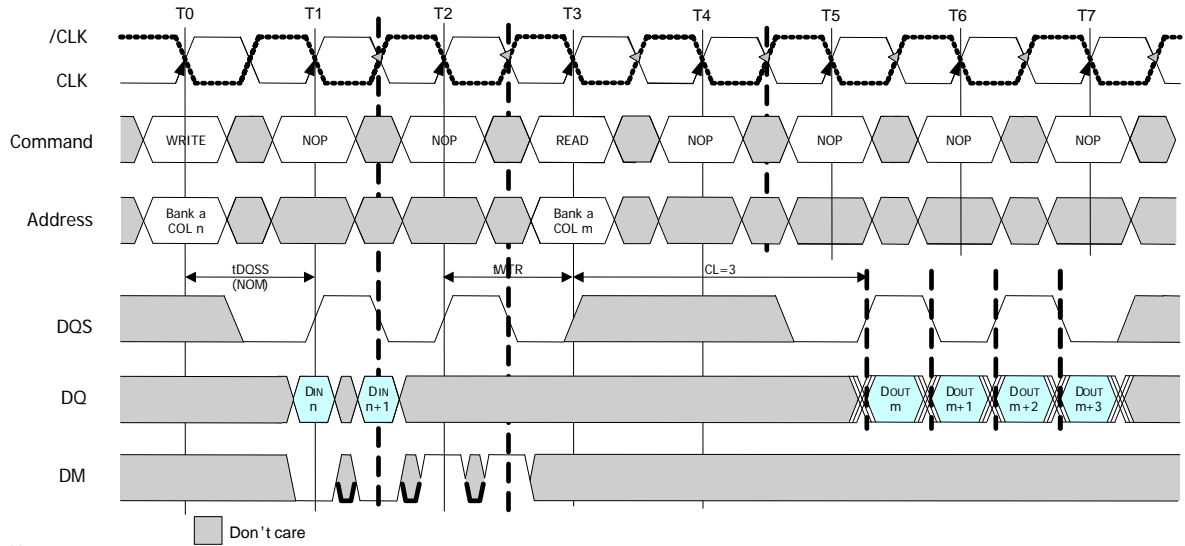 T0 T1 T2 T3 T4 T5 T6 T7
/CLK
CLK
Command WRITE NOP NOP READ NOP NOP NOP NOP
Address Bank a COL n Bank a COL m
tDQSS (NOM) tWTR CL=3
DQS
DQ DIN n DIN n+1 DOUT m DOUT m+1 DOUT m+2 DOUT m+3
DM
Don't care